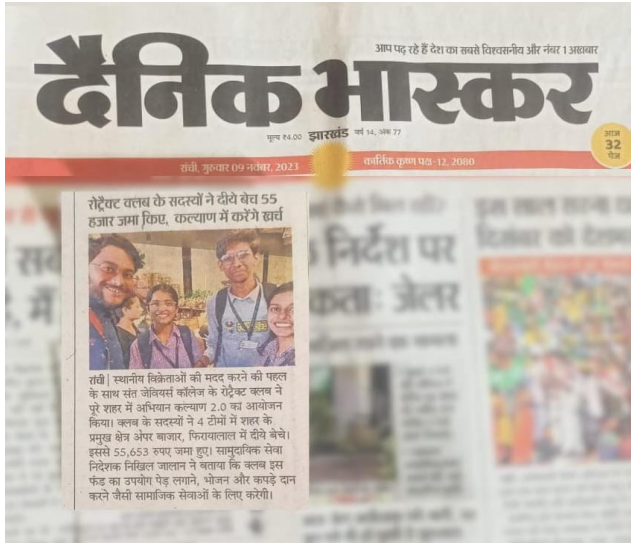 आप पढ़ रहे हैं देश का सबसे विश्वसनीय और नंबर 1 अखबार
दैनिक भास्कर
मूल्य ₹4.00 झारखंड वर्ष 14, अंक 77
आज
32
पेज
रांची, गुरुवार 09 नवंबर, 2023
कार्तिक कृष्ण पक्ष-12, 2080
रोट्रैक्ट क्लब के सदस्यों ने दीये बेच 55
हजार जमा किए, कल्याण में करेंगे खर्च
रांची | स्थानीय विक्रेताओं की मदद करने की पहल
के साथ संत जेवियर्स कॉलेज के रोट्रैक्ट क्लब ने
पूरे शहर में अभियान कल्याण 2.0 का आयोजन
किया। क्लब के सदस्यों ने 4 टीमों में शहर के
प्रमुख क्षेत्र अपर बाजार, फिरायालाल में दीये बेचे।
इससे 55,653 रुपए जमा हुए। सामुदायिक सेवा
निदेशक निखिल जालान ने बताया कि क्लब इस
फंड का उपयोग पेड़ लगाने, भोजन और कपड़े दान
करने जैसी सामाजिक सेवाओं के लिए करेगी।
निर्देश पर
जेलर